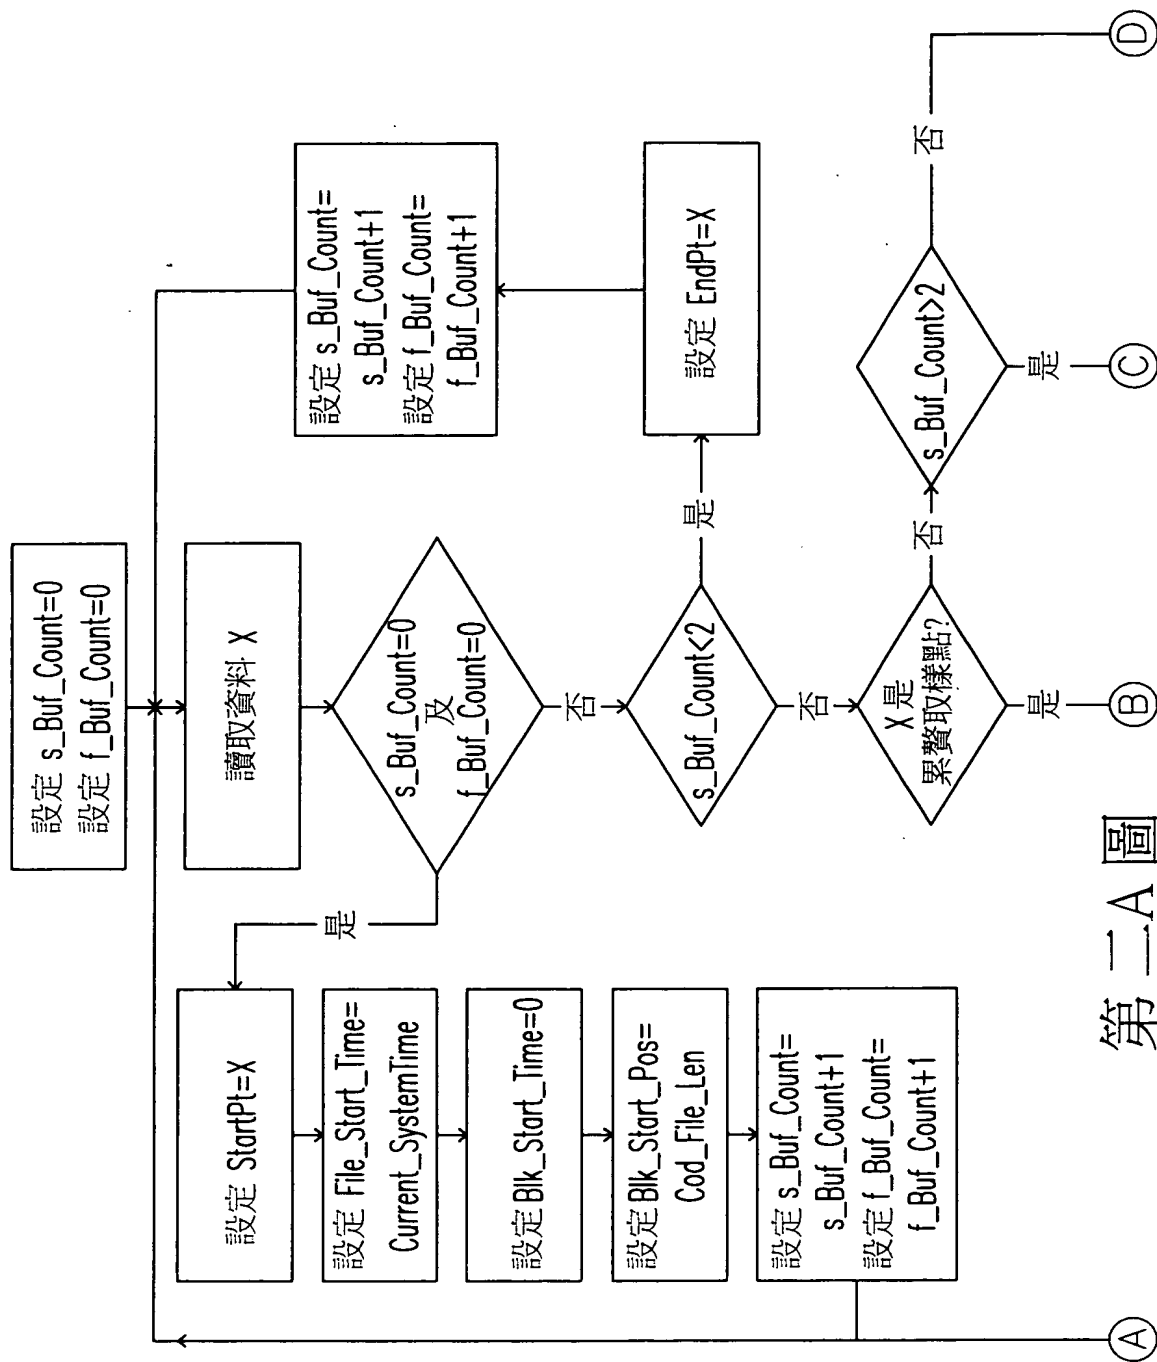 設定 s_Buf_Count=0
設定 f_Buf_Count=0
讀取資料 X
s_Buf_Count=0
及
f_Buf_Count=0
是
否
設定 StartPt=X
設定 File_Start_Time=
Current_SystemTime
設定 Blk_Start_Time=0
設定 Blk_Start_Pos=
Cod_File_Len
設定 s_Buf_Count=
s_Buf_Count+1
設定 f_Buf_Count=
f_Buf_Count+1
s_Buf_Count<2
是
否
設定 EndPt=X
設定 s_Buf_Count=
s_Buf_Count+1
設定 f_Buf_Count=
f_Buf_Count+1
X 是
累贅取樣點?
否
是
s_Buf_Count>2
否
是
A
B
C
D
第二A圖